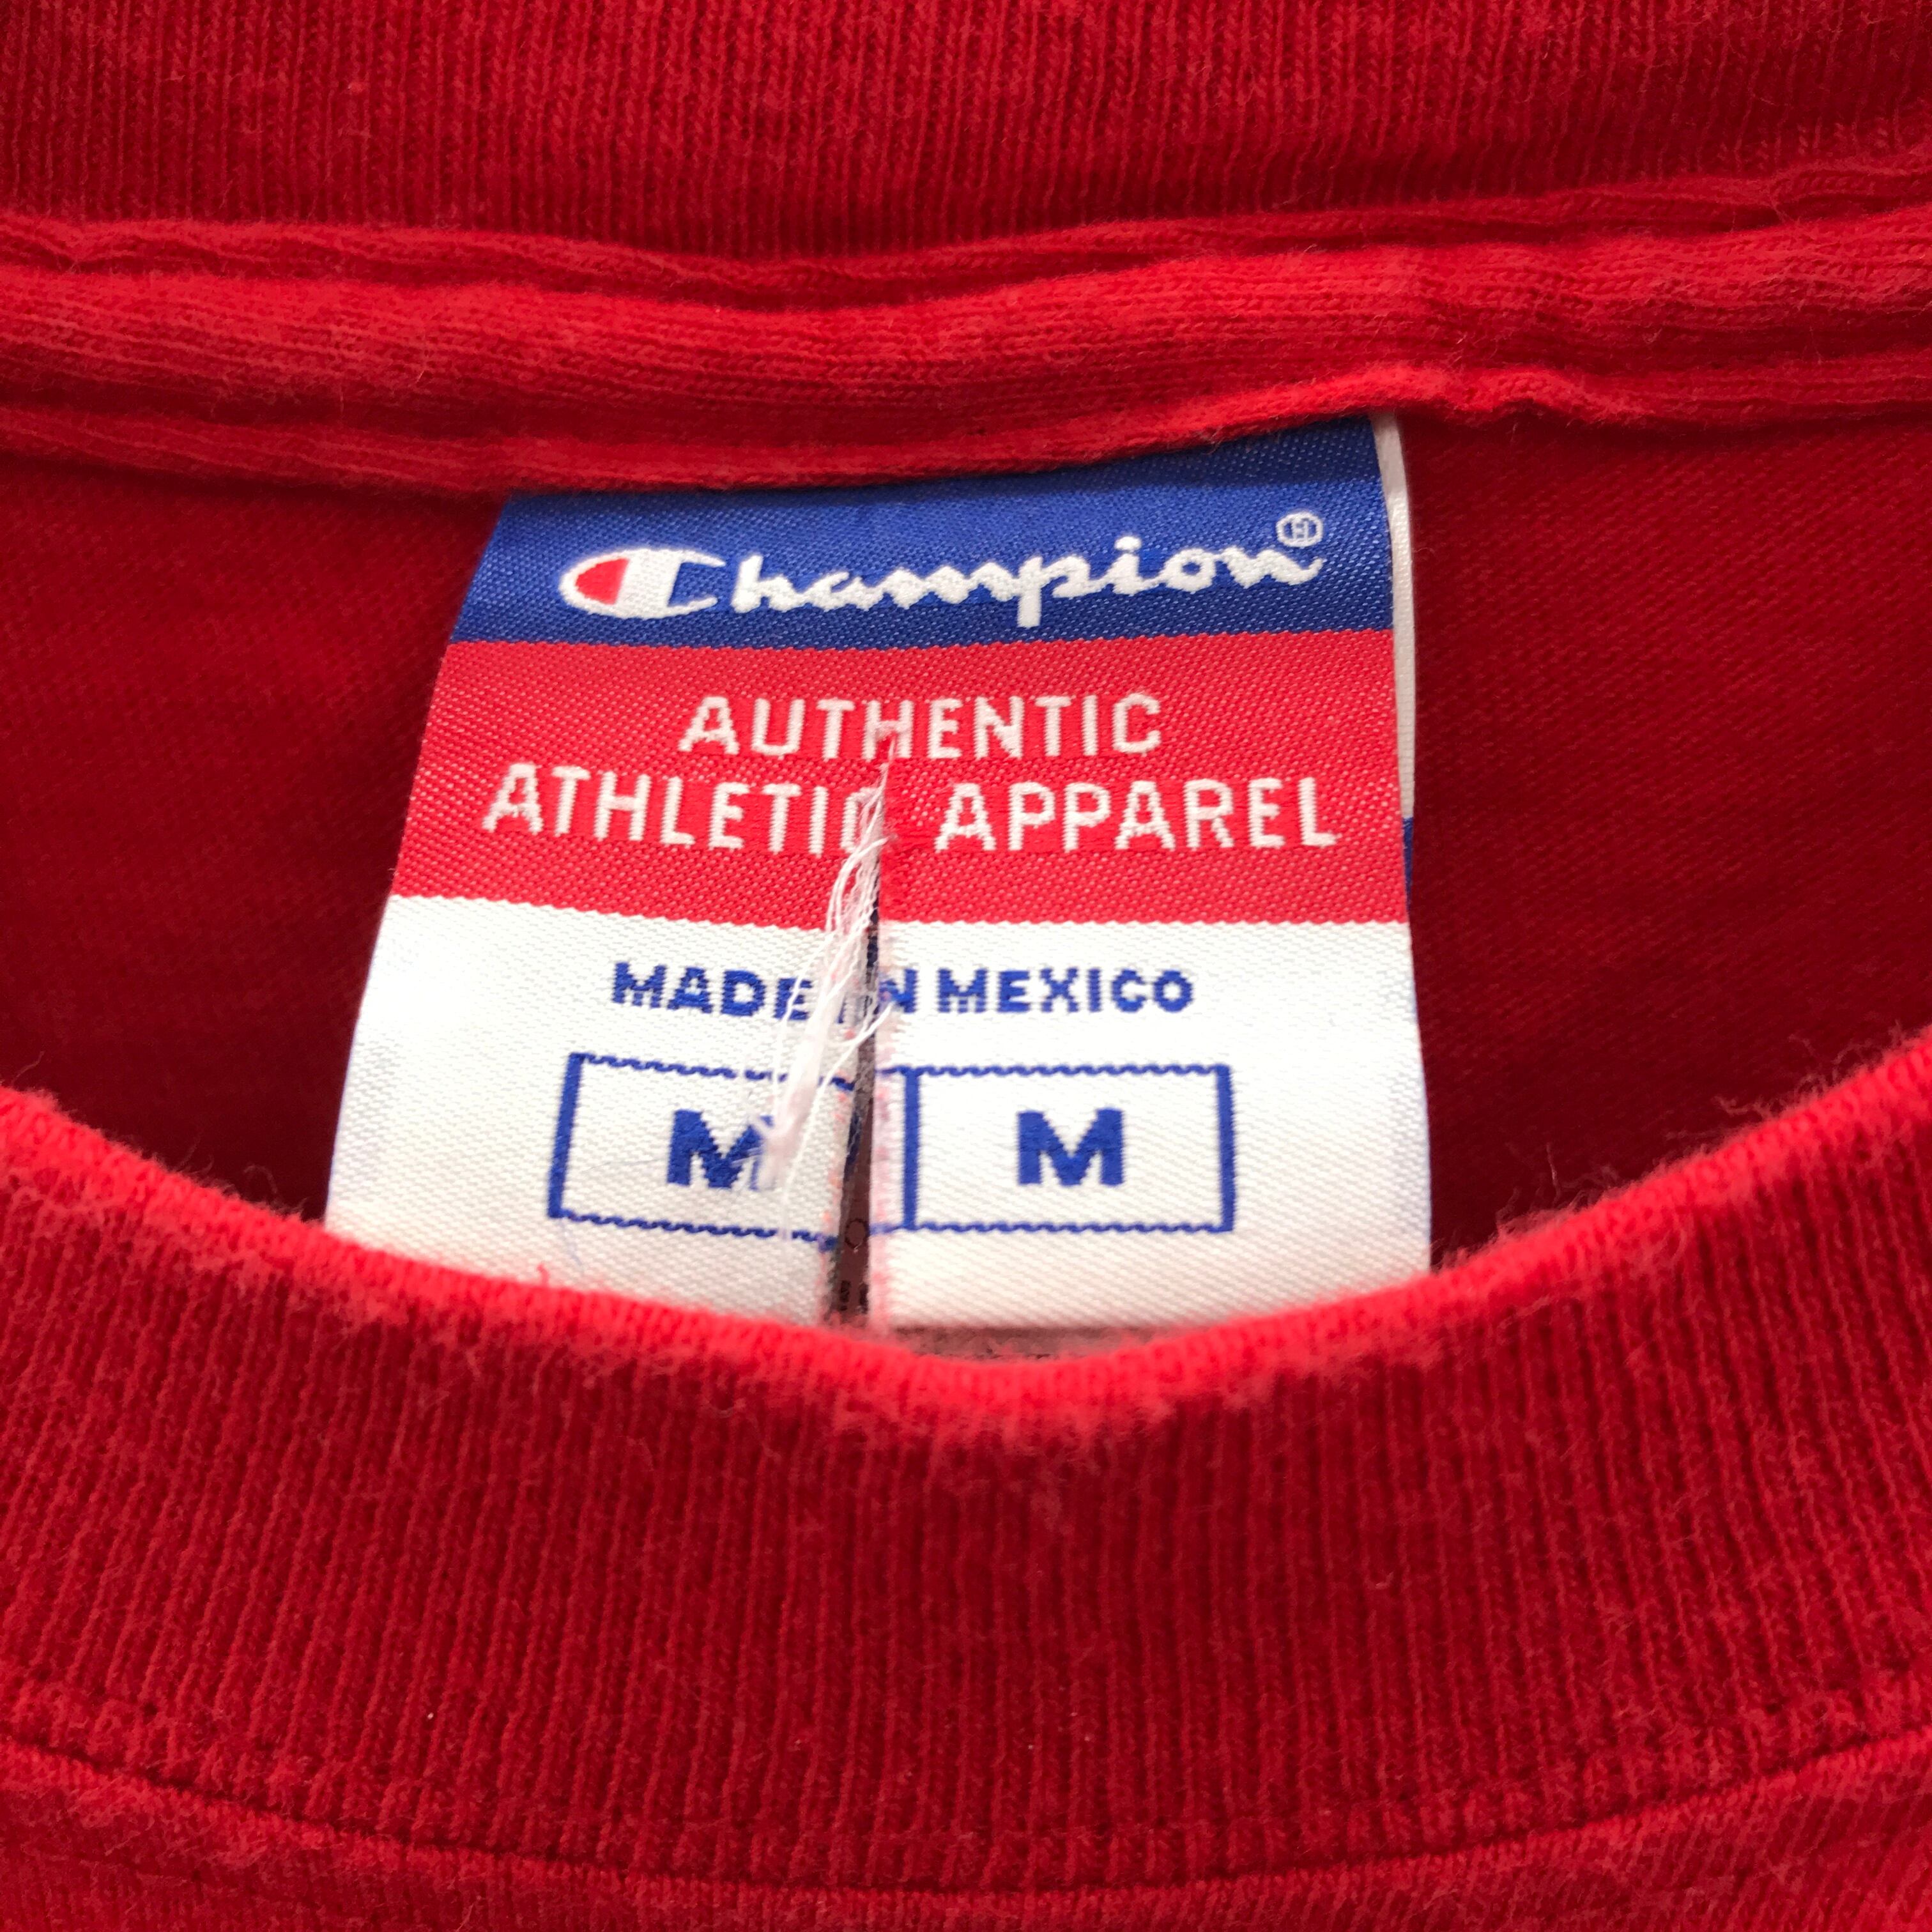 Champion®
AUTHENTIC
ATHLETIC APPAREL
MADE IN MEXICO
M M